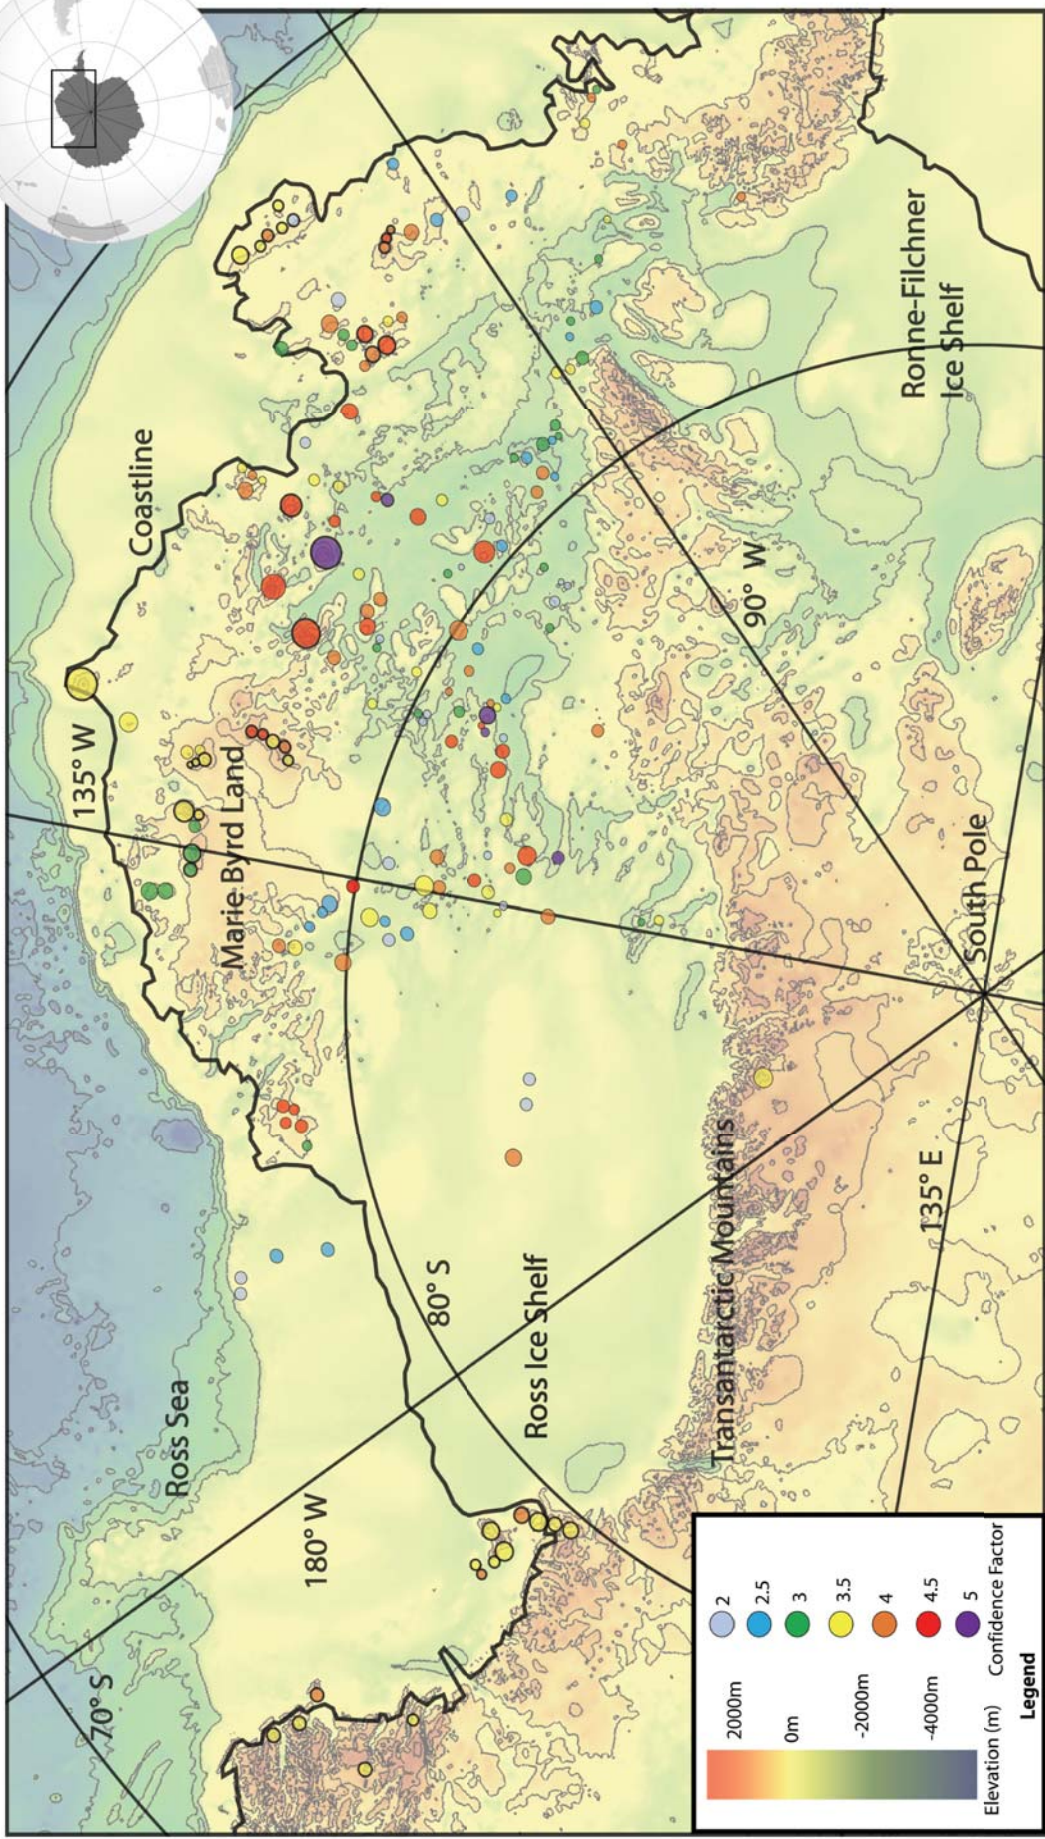 70° S
180° W
Ross Sea
80° S
Ross Ice Shelf
Transantarctic Mountains
135° E
South Pole
Marie Byrd Land
135° W
Coastline
90° W
Ronne-Filchner
Ice Shelf
2000m
0m
-2000m
-4000m
Elevation (m)
2
2.5
3
3.5
4
4.5
5
Confidence Factor
Legend